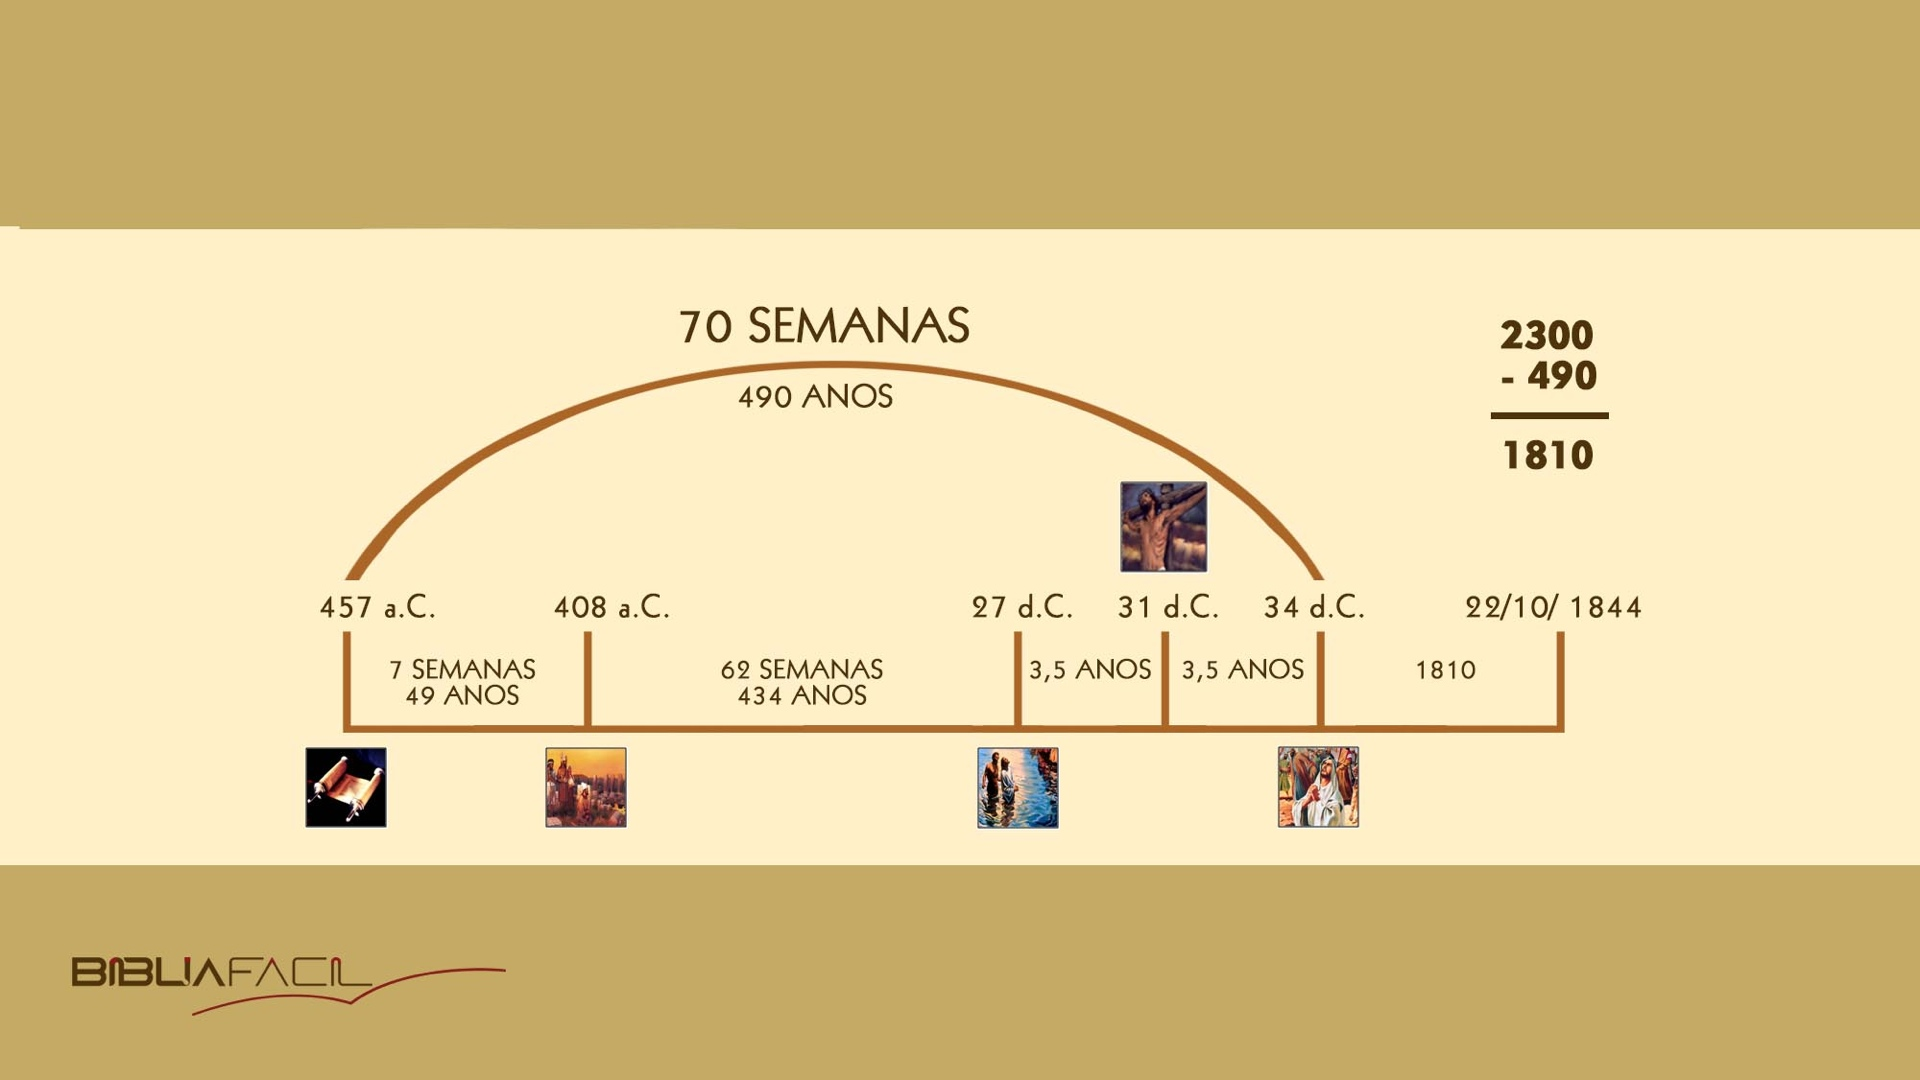 70 SEMANAS
490 ANOS
2300
- 490
1810
457 a.C.
408 a.C.
27 d.C.
31 d.C.
34 d.C.
22/10/ 1844
7 SEMANAS
49 ANOS
62 SEMANAS
434 ANOS
3,5 ANOS
3,5 ANOS
1810
BIBLIAFACIL